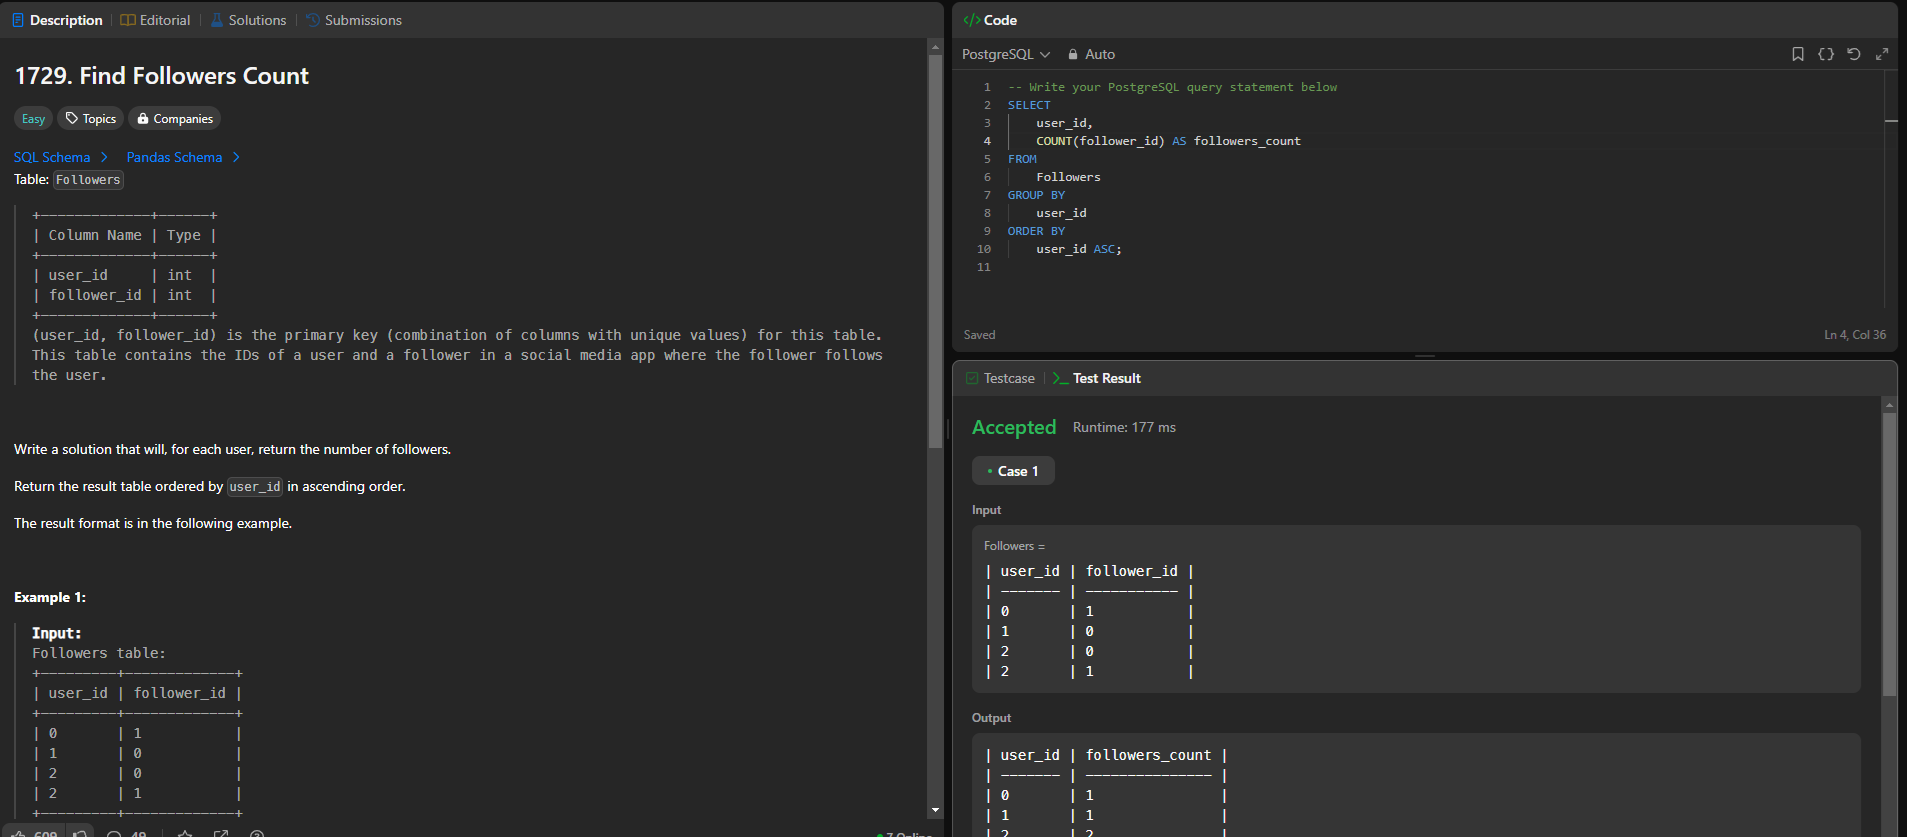 Description
Editorial
Solutions
Submissions
1729. Find Followers Count
Easy
Topics
Companies
SQL Schema
Pandas Schema
Table: Followers
+-------------+------+
| Column Name | Type |
+-------------+------+
| user_id     | int  |
| follower_id | int  |
+-------------+------+
(user_id, follower_id) is the primary key (combination of columns with unique values) for this table.
This table contains the IDs of a user and a follower in a social media app where the follower follows
the user.
Write a solution that will, for each user, return the number of followers.
Return the result table ordered by user_id in ascending order.
The result format is in the following example.
Example 1:
Input:
Followers table:
+---------+-------------+
| user_id | follower_id |
+---------+-------------+
| 0       | 1           |
| 1       | 0           |
| 2       | 0           |
| 2       | 1           |
+---------+-------------+
609
49
7 Online
</> Code
PostgreSQL
Auto
1 -- Write your PostgreSQL query statement below
2 SELECT
3     user_id,
4     COUNT(follower_id) AS followers_count
5 FROM
6     Followers
7 GROUP BY
8     user_id
9 ORDER BY
10     user_id ASC;
11
Saved
Ln 4, Col 36
Testcase
>_ Test Result
Accepted
Runtime: 177 ms
• Case 1
Input
Followers =
| user_id | follower_id |
| ------- | ----------- |
| 0       | 1           |
| 1       | 0           |
| 2       | 0           |
| 2       | 1           |
Output
| user_id | followers_count |
| ------- | --------------- |
| 0       | 1               |
| 1       | 1               |
| 2       | 2               |